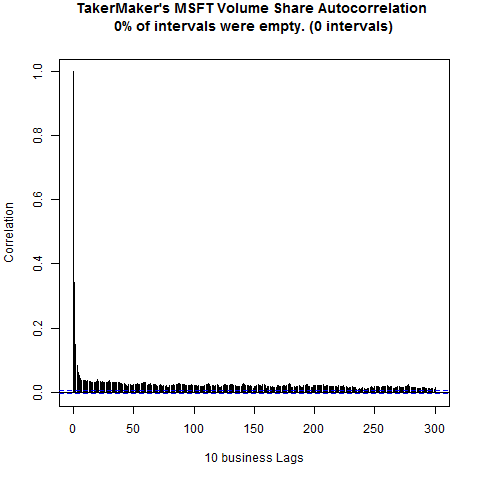 TakerMaker's MSFT Volume Share Autocorrelation
0% of intervals were empty. (0 intervals)
Correlation
1.0
0.8
0.6
0.4
0.2
0.0
0 50 100 150 200 250 300
10 business Lags